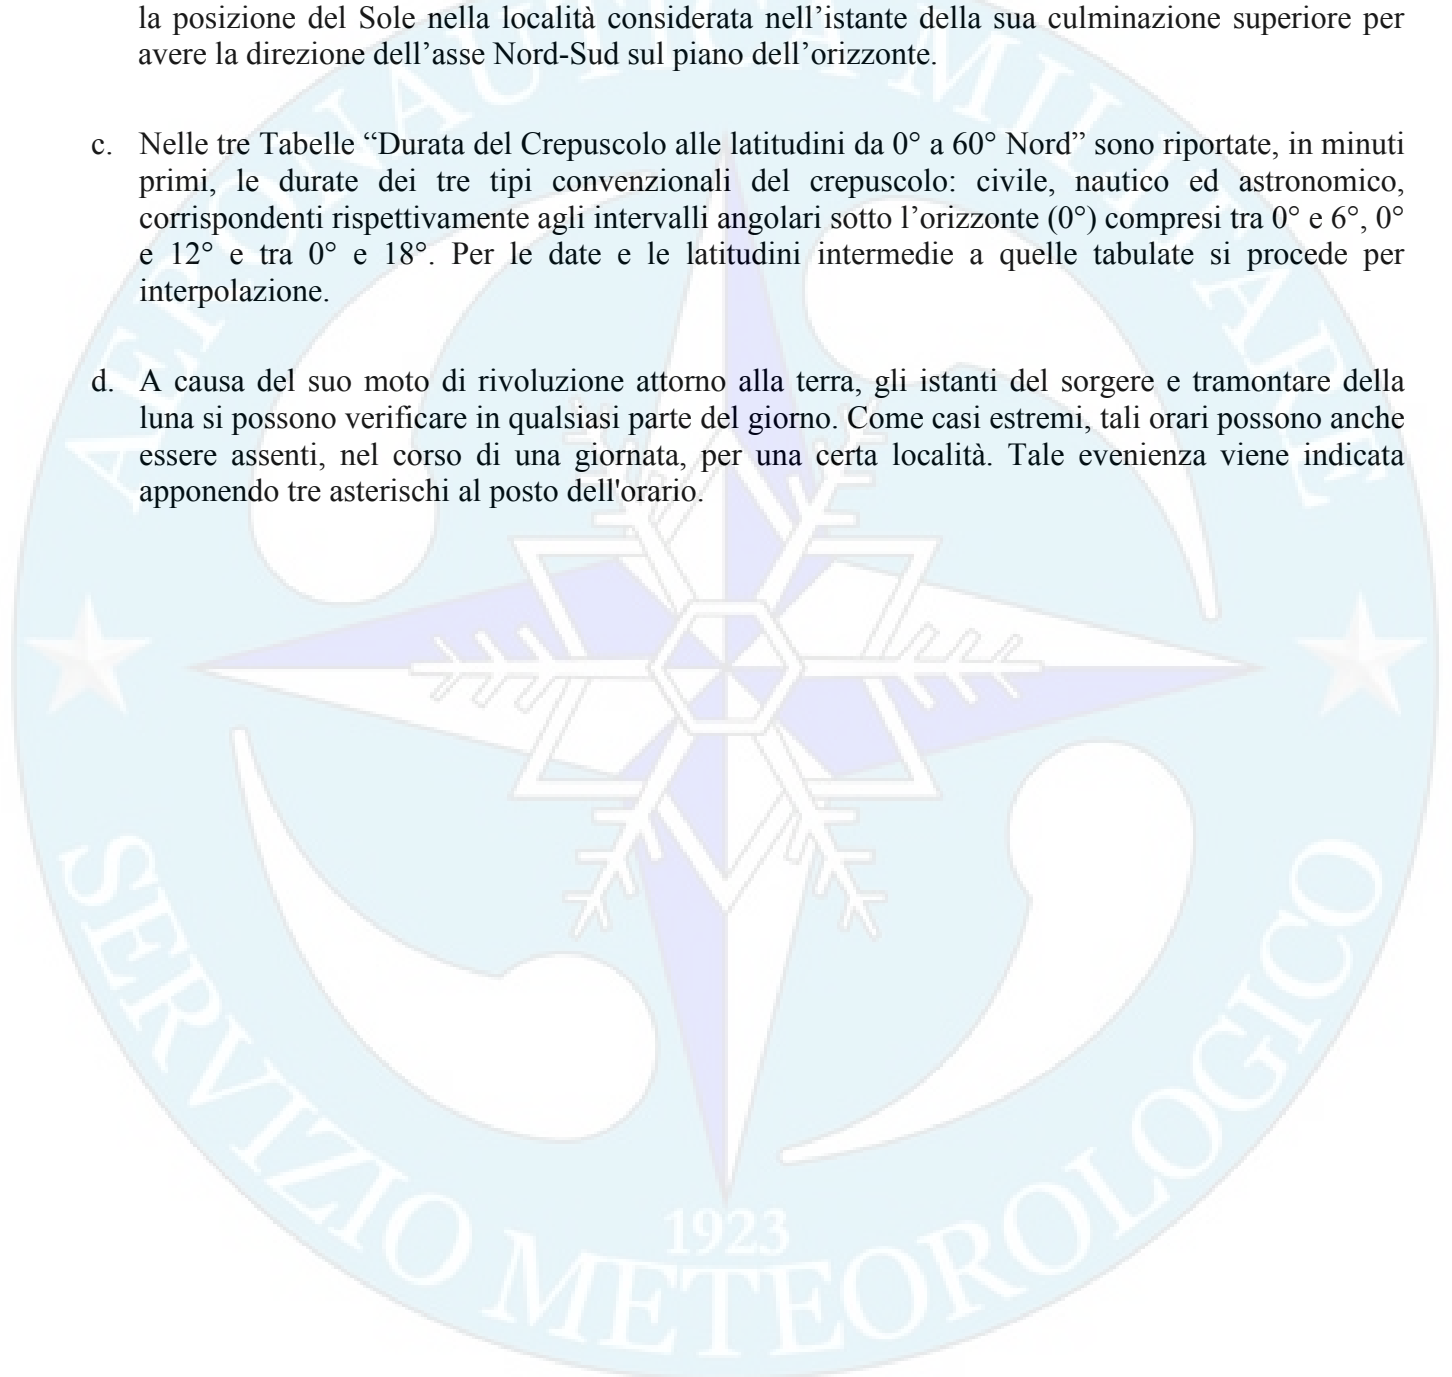 la posizione del Sole nella località considerata nell’istante della sua culminazione superiore per
avere la direzione dell’asse Nord-Sud sul piano dell’orizzonte.
c. Nelle tre Tabelle “Durata del Crepuscolo alle latitudini da 0° a 60° Nord” sono riportate, in minuti
primi, le durate dei tre tipi convenzionali del crepuscolo: civile, nautico ed astronomico,
corrispondenti rispettivamente agli intervalli angolari sotto l’orizzonte (0°) compresi tra 0° e 6°, 0°
e 12° e tra 0° e 18°. Per le date e le latitudini intermedie a quelle tabulate si procede per
interpolazione.
d. A causa del suo moto di rivoluzione attorno alla terra, gli istanti del sorgere e tramontare della
luna si possono verificare in qualsiasi parte del giorno. Come casi estremi, tali orari possono anche
essere assenti, nel corso di una giornata, per una certa località. Tale evenienza viene indicata
apponendo tre asterischi al posto dell'orario.
AERONAUTICA MILITARE
1923
SERVIZIO METEOROLOGICO